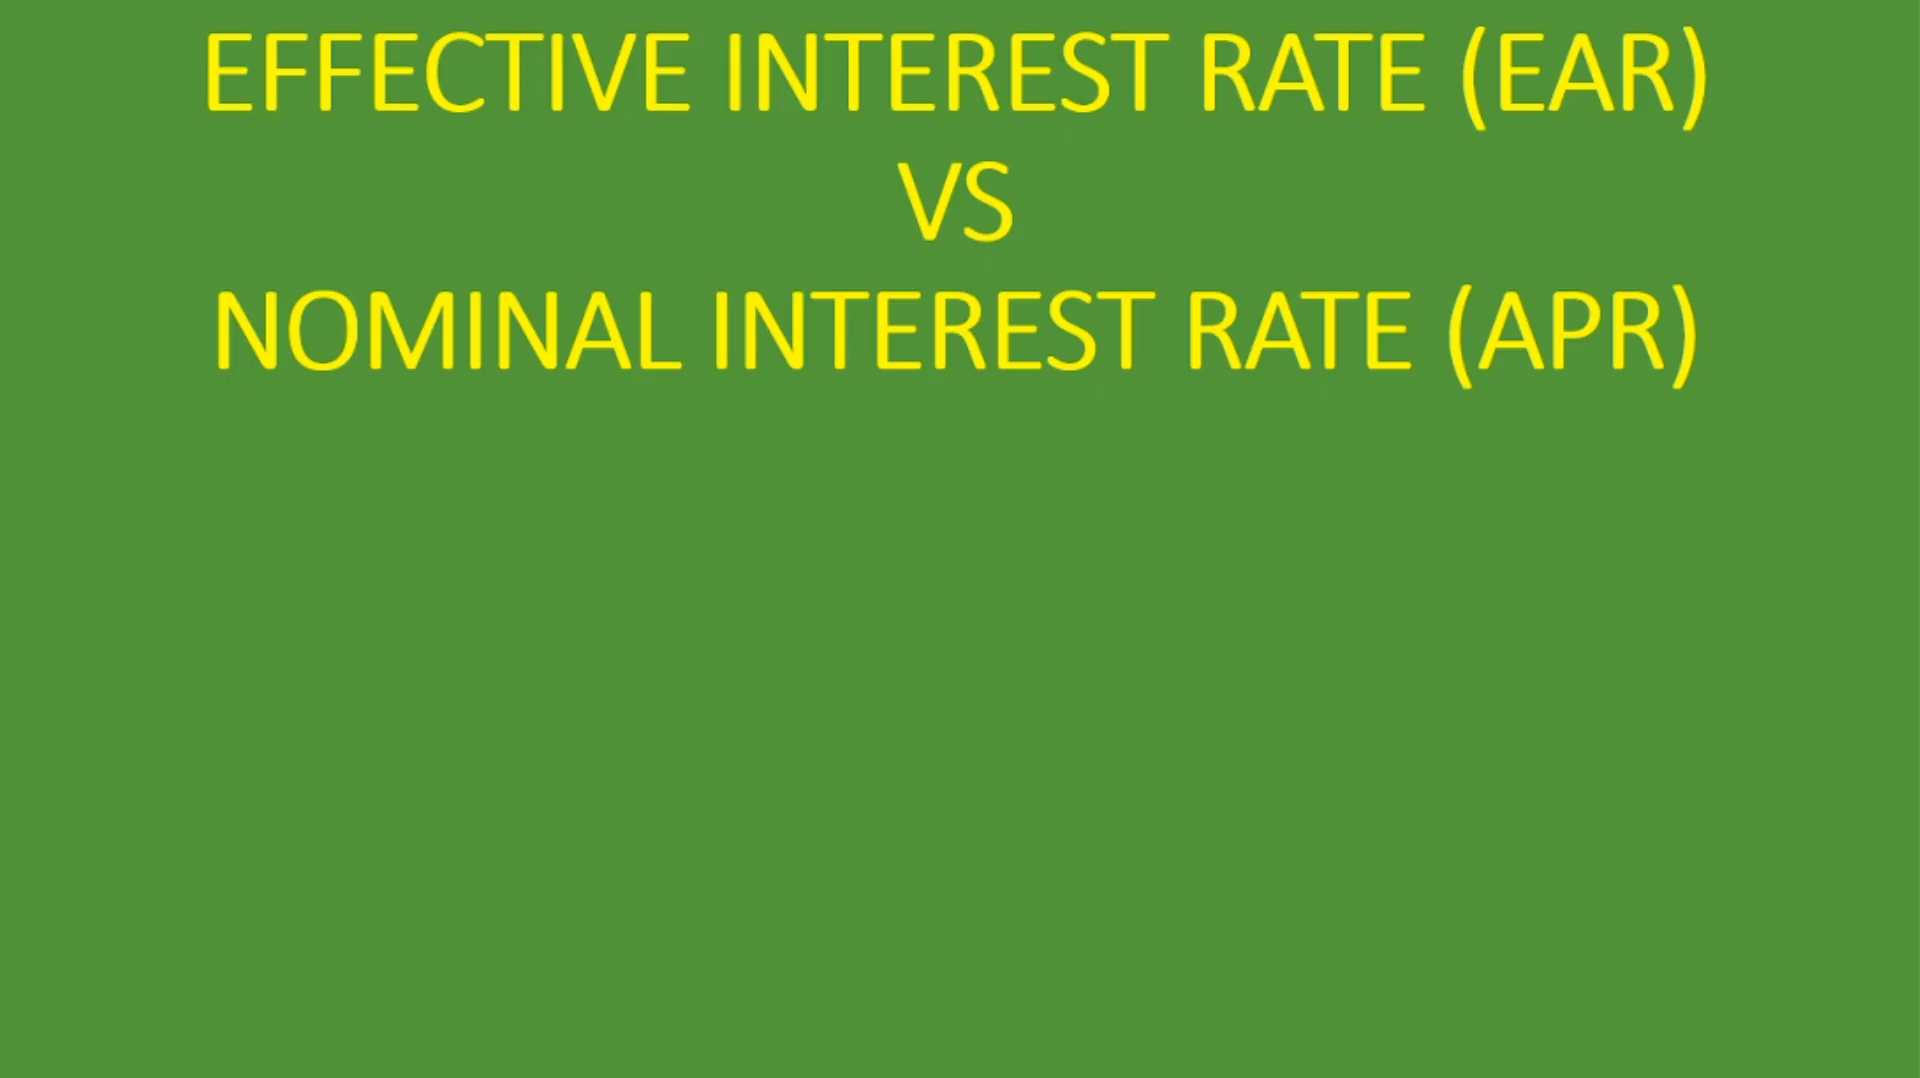 EFFECTIVE INTEREST RATE (EAR)
VS
NOMINAL INTEREST RATE (APR)